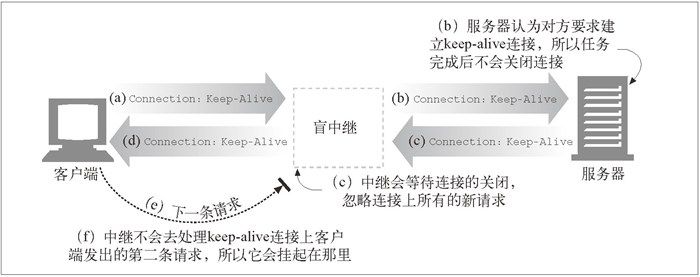 (b) 服务器认为对方要求建
立keep-alive连接，所以任务
完成后不会关闭连接
(a) Connection: Keep-Alive
(b) Connection: Keep-Alive
盲中继
(d) Connection: Keep-Alive
(c) Connection: Keep-Alive
客户端
服务器
(e) 下一条请求
(c) 中继会等待连接的关闭，
忽略连接上所有的新请求
(f) 中继不会去处理keep-alive连接上客户
端发出的第二条请求，所以它会挂起在那里